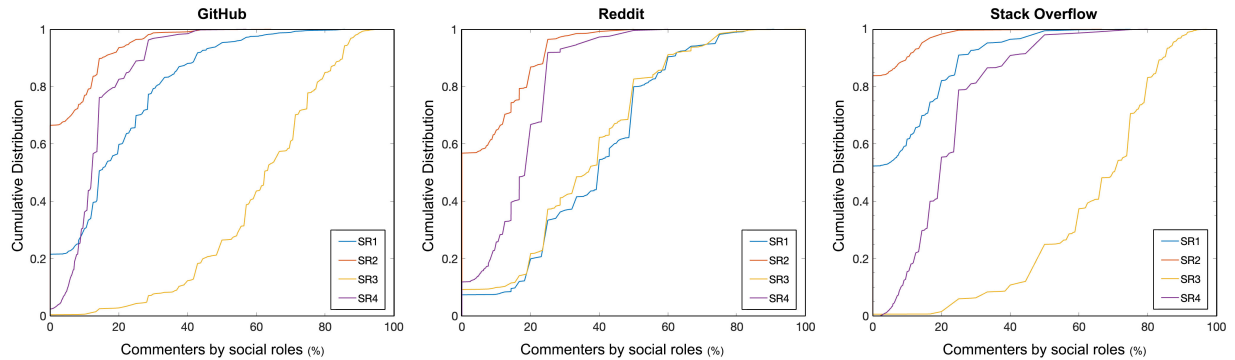 GitHub
Cumulative Distribution
1
0.8
0.6
0.4
0.2
0
0 20 40 60 80 100
SR1
SR2
SR3
SR4
Commenters by social roles (%)
Reddit
Cumulative Distribution
1
0.8
0.6
0.4
0.2
0
0 20 40 60 80 100
SR1
SR2
SR3
SR4
Commenters by social roles (%)
Stack Overflow
Cumulative Distribution
1
0.8
0.6
0.4
0.2
0
0 20 40 60 80 100
SR1
SR2
SR3
SR4
Commenters by social roles (%)